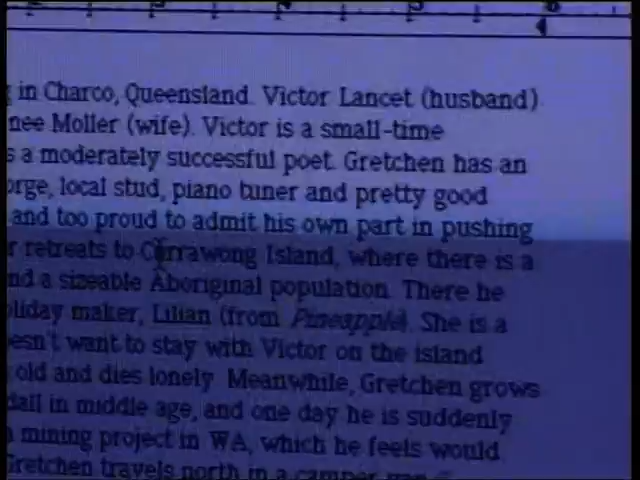 in Charco, Queensland. Victor Lancet (husband)
nee Moller (wife). Victor is a small-time
a moderately successful poet. Gretchen has an
local stud, piano tuner and pretty good
and too proud to admit his own part in pushing
retreats to Currawong Island, where there is a
a sizeable Aboriginal population. There he
maker, Lilian (from Pineapple). She is a
want to stay with Victor on the island
old and dies lonely. Meanwhile, Gretchen grows
in middle age, and one day he is suddenly
mining project in WA, which he feels would
Gretchen travels north in a camper van